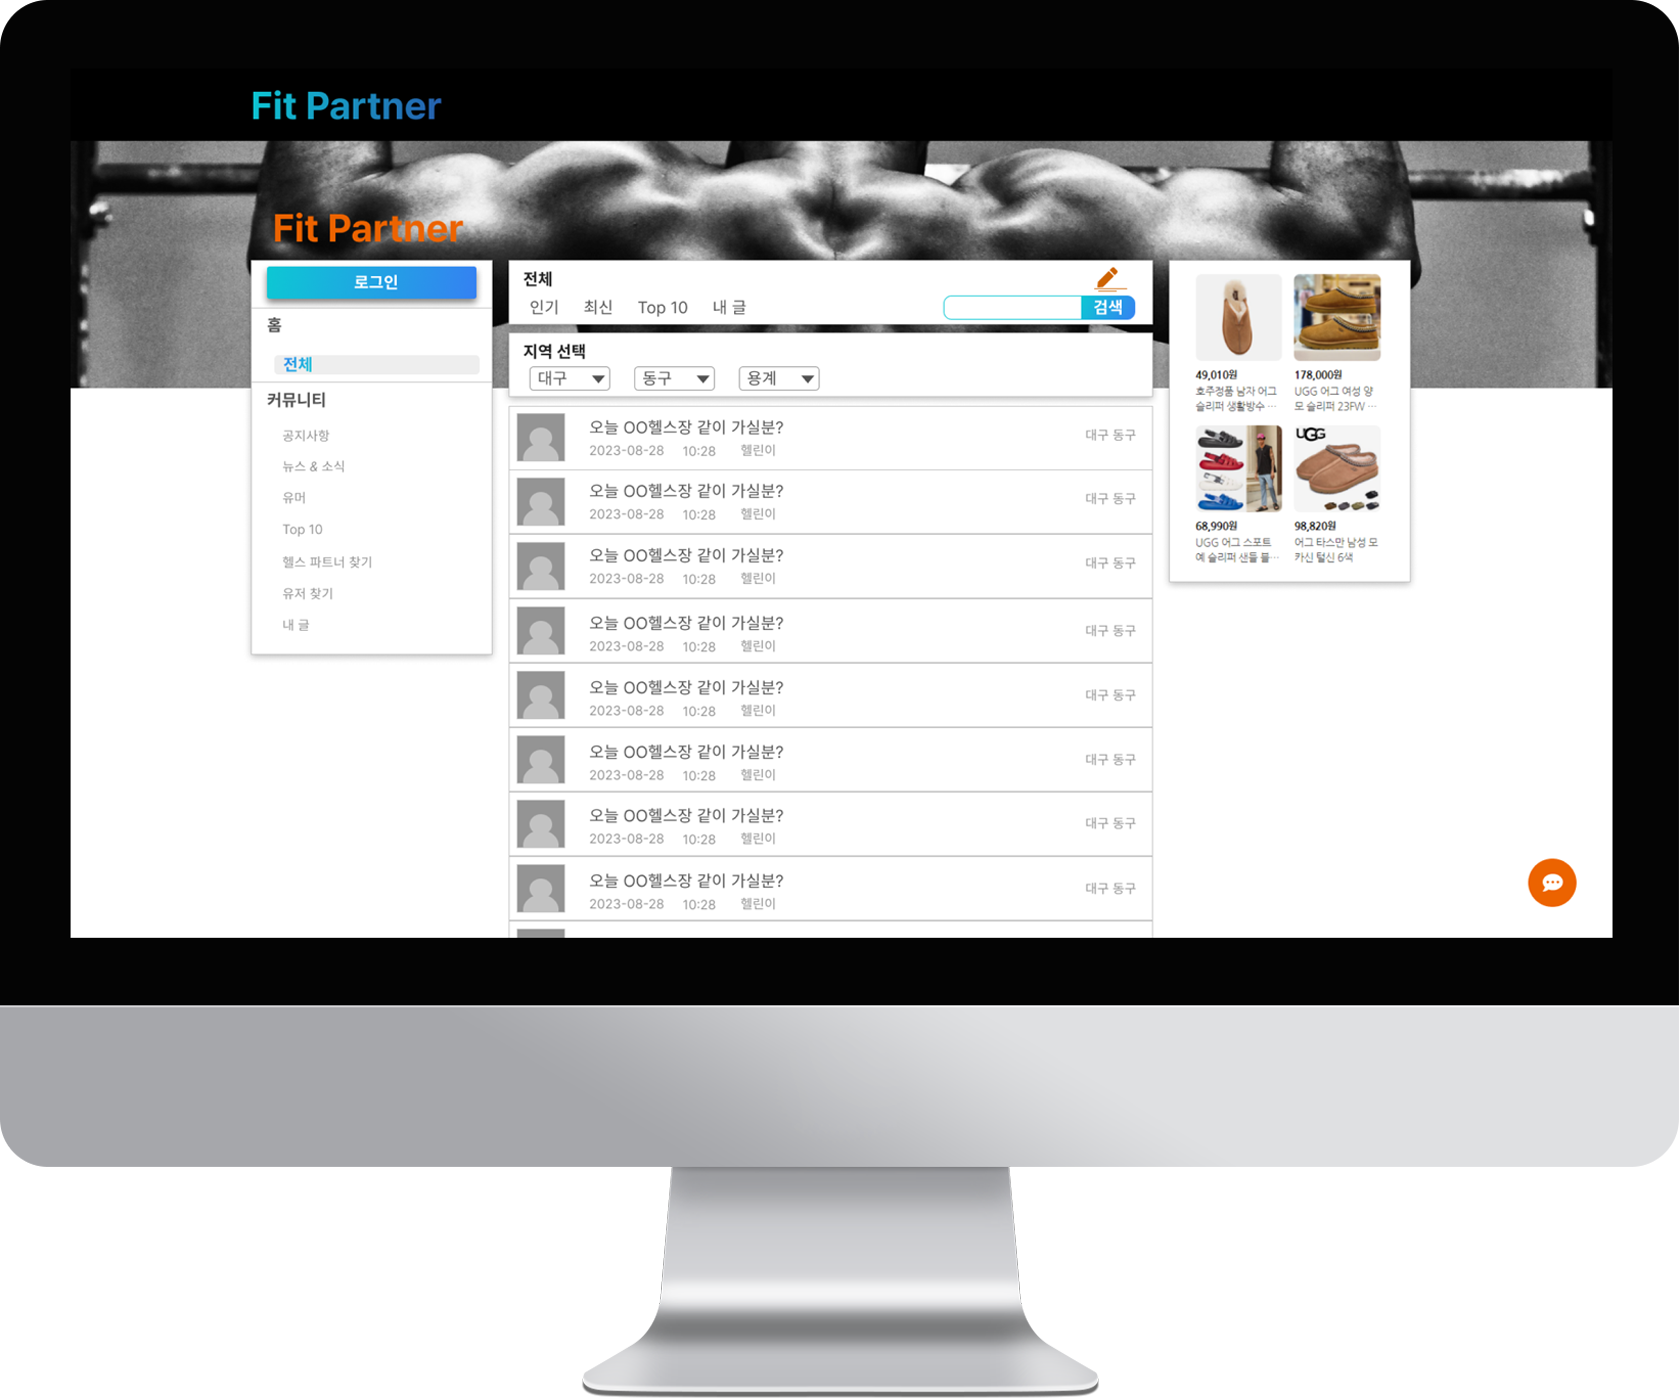 Fit Partner
Fit Partner
로그인
홈
전체
커뮤니티
공지사항
뉴스 & 소식
유머
Top 10
헬스 파트너 찾기
유저 찾기
내 글
전체
인기 최신 Top 10 내 글
검색
지역 선택
대구 동구 용계
오늘 OO헬스장 같이 가실분?
2023-08-28 10:28 헬린이
대구 동구
오늘 OO헬스장 같이 가실분?
2023-08-28 10:28 헬린이
대구 동구
오늘 OO헬스장 같이 가실분?
2023-08-28 10:28 헬린이
대구 동구
오늘 OO헬스장 같이 가실분?
2023-08-28 10:28 헬린이
대구 동구
오늘 OO헬스장 같이 가실분?
2023-08-28 10:28 헬린이
대구 동구
오늘 OO헬스장 같이 가실분?
2023-08-28 10:28 헬린이
대구 동구
오늘 OO헬스장 같이 가실분?
2023-08-28 10:28 헬린이
대구 동구
오늘 OO헬스장 같이 가실분?
2023-08-28 10:28 헬린이
대구 동구
49,010원
호주정품 남자 어그
슬리퍼 생활방수 ...
178,000원
UGG 어그 여성 양
모 슬리퍼 23FW ...
68,990원
UGG 어그 스포트
예 슬리퍼 샌들 블...
UGG
98,820원
어그 타스만 남성 모
카신 털신 6색